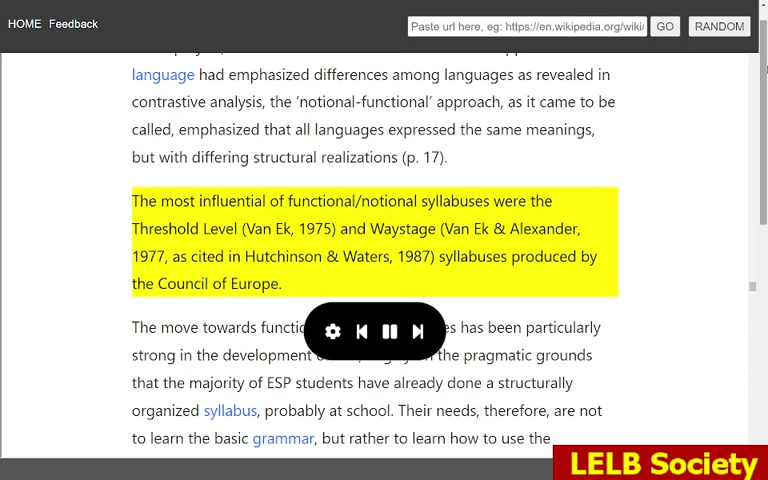 HOME Feedback
Paste url here, eg: https://en.wikipedia.org/wiki/ GO RANDOM
language had emphasized differences among languages as revealed in
contrastive analysis, the ‘notional-functional’ approach, as it came to be
called, emphasized that all languages expressed the same meanings,
but with differing structural realizations (p. 17).
The most influential of functional/notional syllabuses were the
Threshold Level (Van Ek, 1975) and Waystage (Van Ek & Alexander,
1977, as cited in Hutchinson & Waters, 1987) syllabuses produced by
the Council of Europe.
The move towards es has been particularly
strong in the development the pragmatic grounds
that the majority of ESP students have already done a structurally
organized syllabus, probably at school. Their needs, therefore, are not
to learn the basic grammar, but rather to learn how to use the
LELB Society